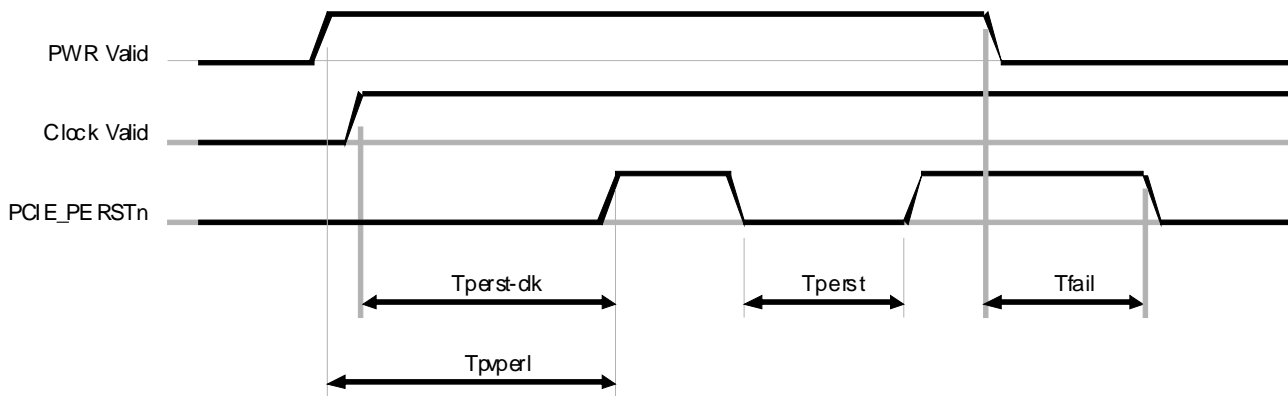 PWR Valid
Clock Valid
PCIE_PERSTn
Tperst-clk
Tperst
Tfail
Tpvperl